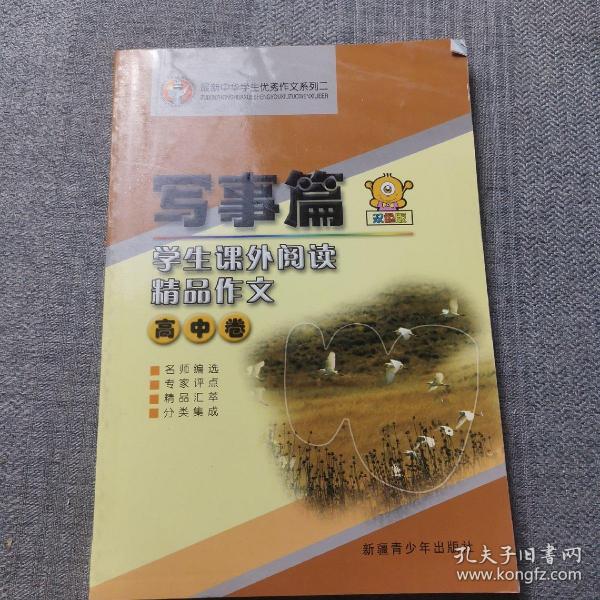 最新中华学生优秀作文系列二
写事篇
双色版
学生课外阅读
精品作文
高中卷
名师编选
专家评点
精品汇萃
分类集成
新疆青少年出版社
孔夫子旧书网
www.kongfz.com